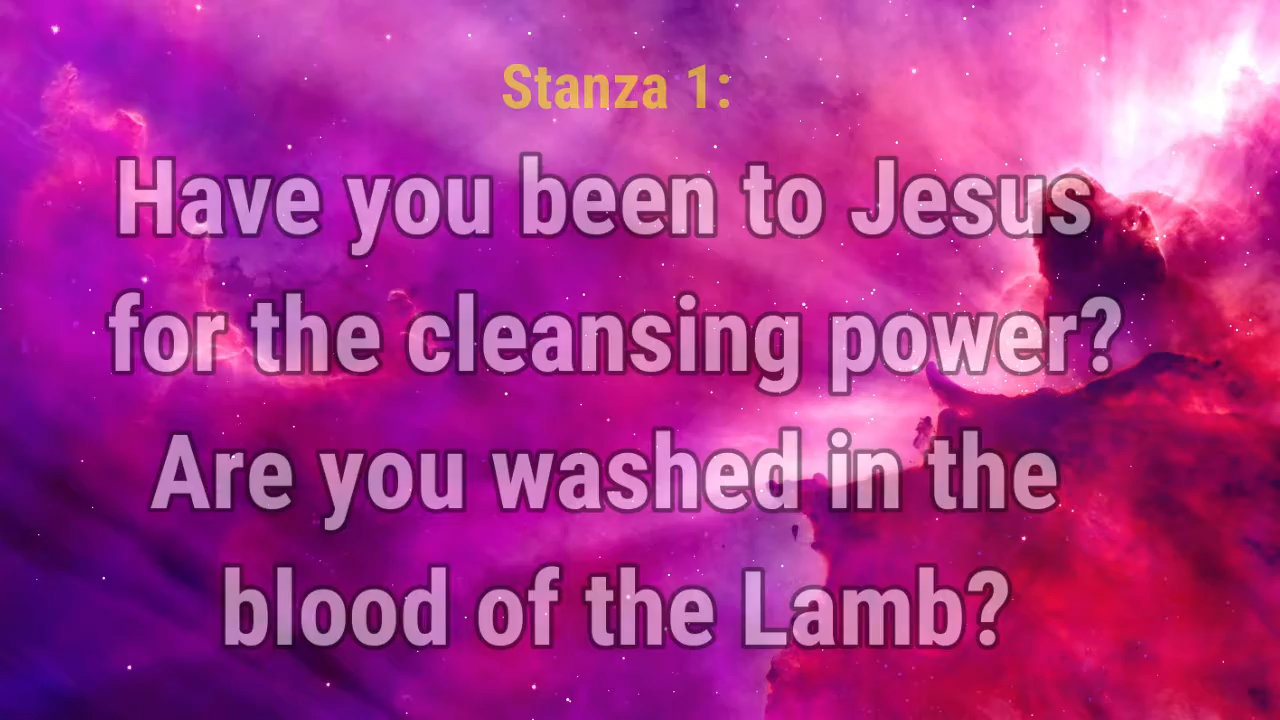 Stanza 1:
Have you been to Jesus
for the cleansing power?
Are you washed in the
blood of the Lamb?